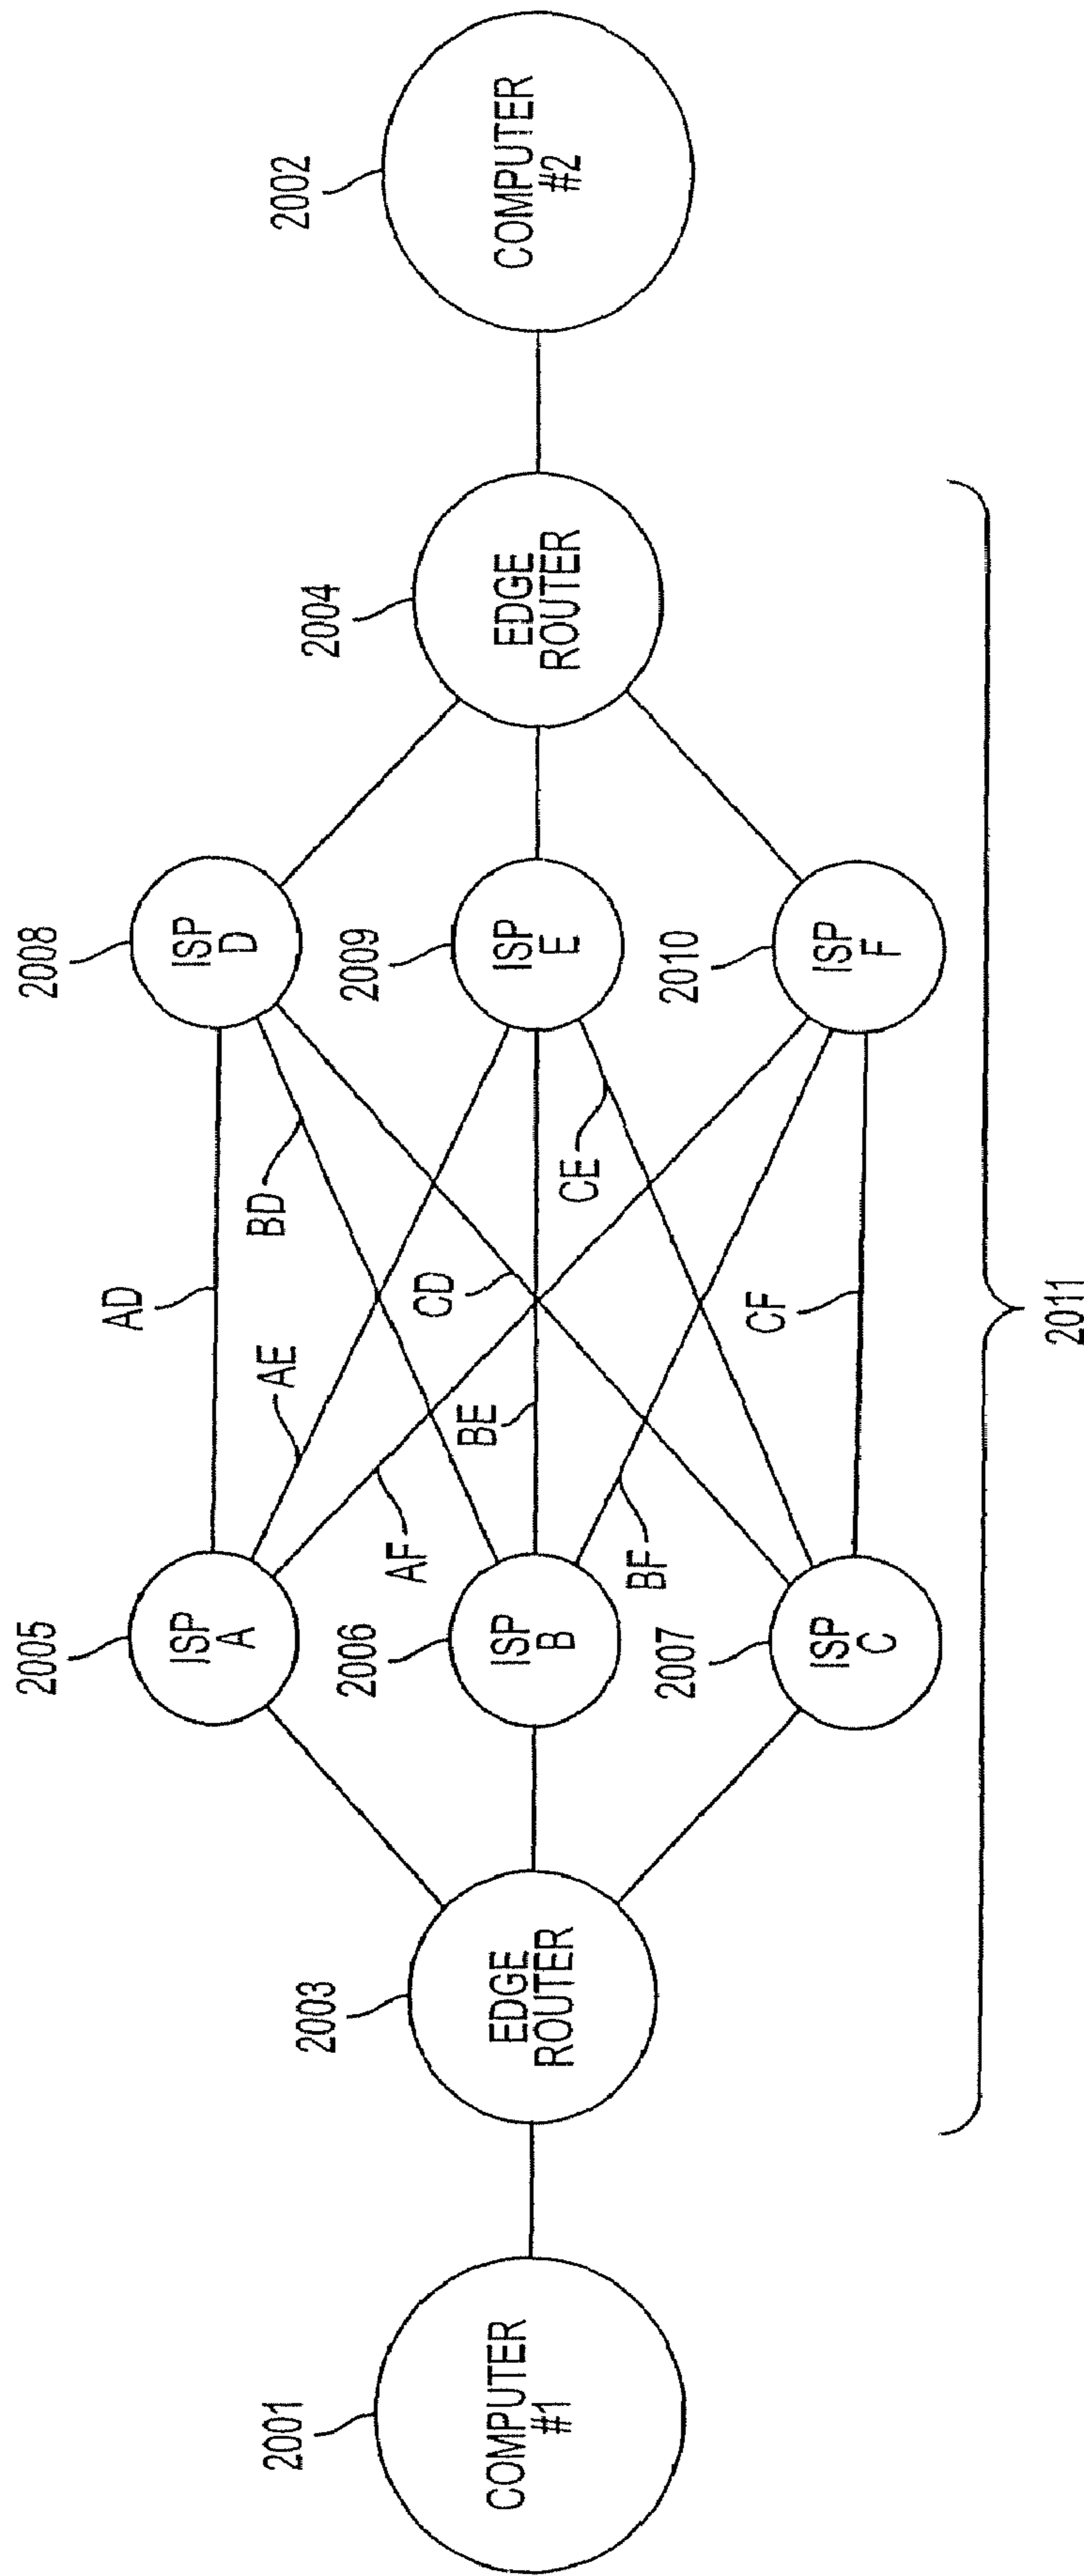 2001
COMPUTER
#1
2003
EDGE
ROUTER
2005
ISP
A
2006
ISP
B
2007
ISP
C
AD
AE
AF
BD
BE
BF
CD
CE
CF
2008
ISP
D
2009
ISP
E
2010
ISP
F
2004
EDGE
ROUTER
2002
COMPUTER
#2
2011